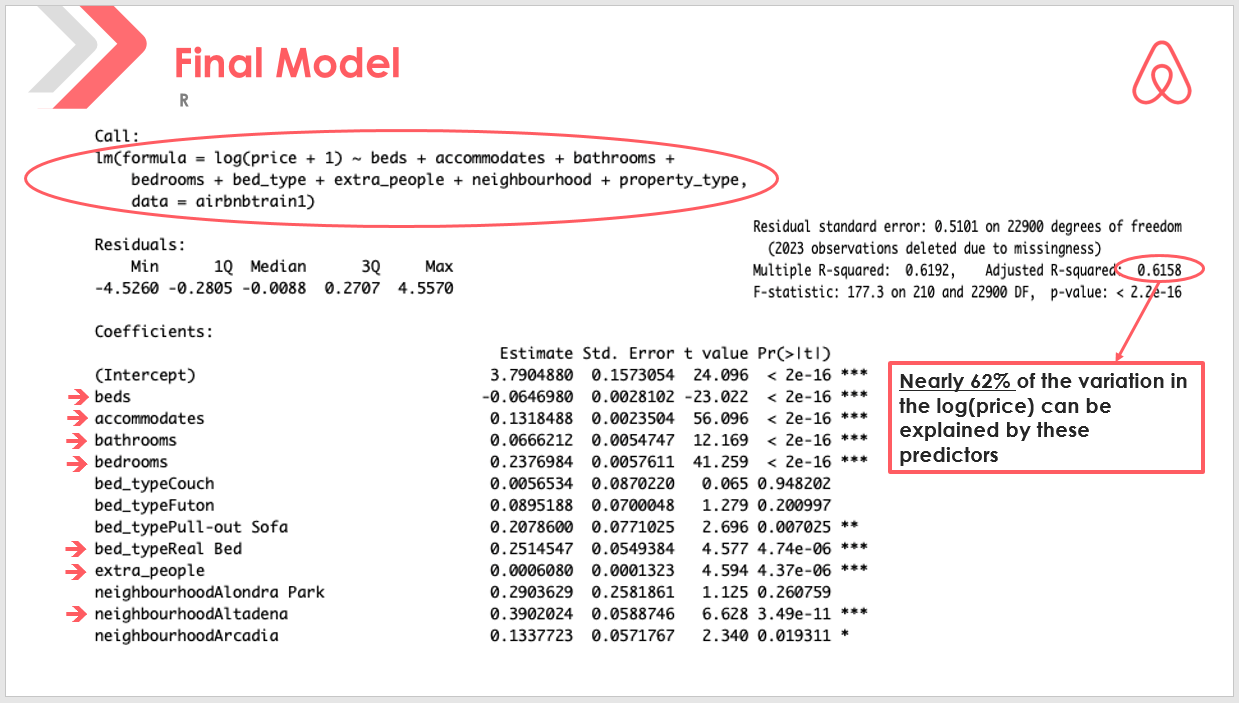 Final Model
R
Call:
lm(formula = log(price + 1) ~ beds + accommodates + bathrooms +
bedrooms + bed_type + extra_people + neighbourhood + property_type,
data = airbnbtrain1)
Residuals:
Min 1Q Median 3Q Max
-4.5260 -0.2805 -0.0088 0.2707 4.5570
Residual standard error: 0.5101 on 22900 degrees of freedom
(2023 observations deleted due to missingness)
Multiple R-squared: 0.6192, Adjusted R-squared: 0.6158
F-statistic: 177.3 on 210 and 22900 DF, p-value: < 2.2e-16
Coefficients:
Estimate Std. Error t value Pr(>|t|)
(Intercept) 3.7904880 0.1573054 24.096 < 2e-16 ***
beds -0.0646980 0.0028102 -23.022 < 2e-16 ***
accommodates 0.1318488 0.0023504 56.096 < 2e-16 ***
bathrooms 0.0666212 0.0054747 12.169 < 2e-16 ***
bedrooms 0.2376984 0.0057611 41.259 < 2e-16 ***
bed_typeCouch 0.0056534 0.0870220 0.065 0.948202
bed_typeFuton 0.0895188 0.0700048 1.279 0.200997
bed_typePull-out Sofa 0.2078600 0.0771025 2.696 0.007025 **
bed_typeReal Bed 0.2514547 0.0549384 4.577 4.74e-06 ***
extra_people 0.0006080 0.0001323 4.594 4.37e-06 ***
neighbourhoodAlondra Park 0.2903629 0.2581861 1.125 0.260759
neighbourhoodAltadena 0.3902024 0.0588746 6.628 3.49e-11 ***
neighbourhoodArcadia 0.1337723 0.0571767 2.340 0.019311 *
Nearly 62% of the variation in
the log(price) can be
explained by these
predictors